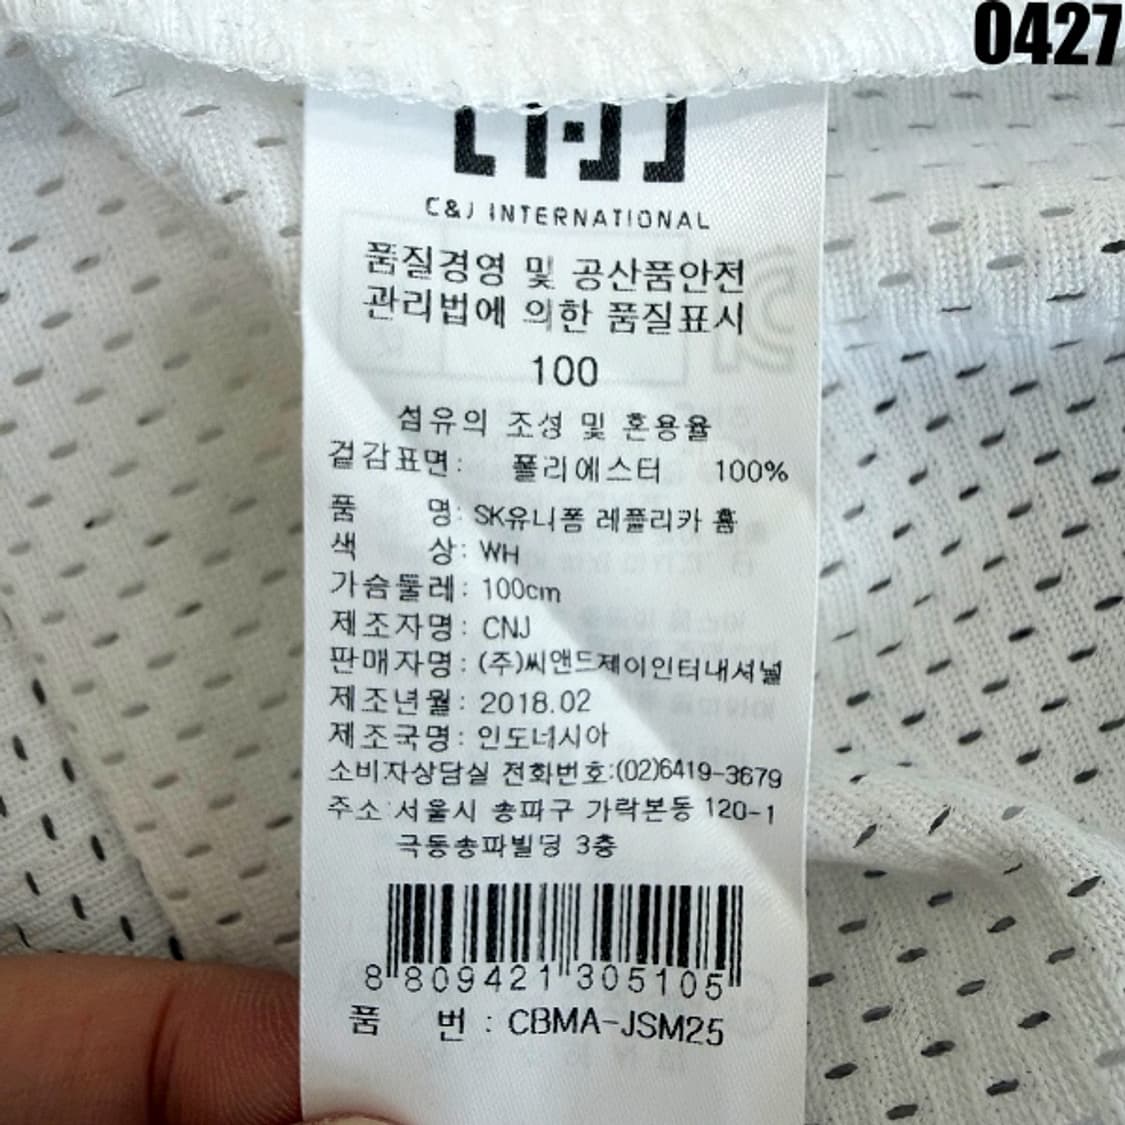 0427
C&J INTERNATIONAL
품질경영 및 공산품안전
관리법에 의한 품질표시
100
섬유의 조성 및 혼용율
겉감표면: 폴리에스터 100%
품 명: SK유니폼 레플리카 홈
색 상: WH
가슴둘레: 100cm
제조자명: CNJ
판매자명: (주)씨앤드제이인터내셔널
제조년월: 2018.02
제조국명: 인도네시아
소비자상담실 전화번호:(02)6419-3679
주소:서울시 송파구 가락본동 120-1
극동송파빌딩 3층
8 809421 305105
품 번 : CBMA-JSM25